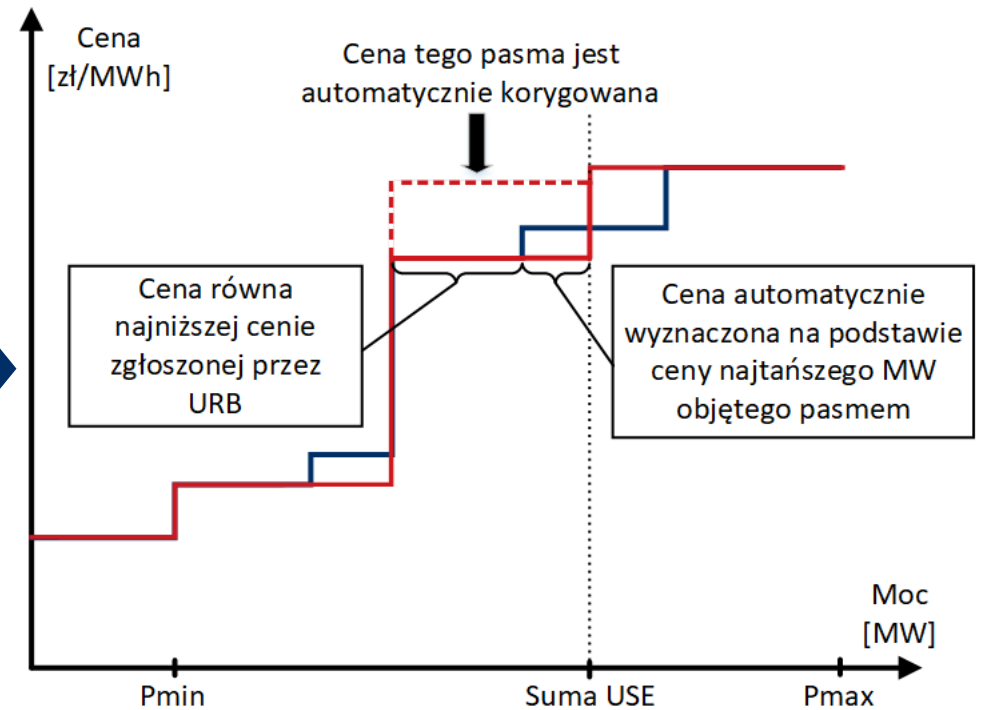 Cena
[zł/MWh]
Cena tego pasma jest
automatycznie korygowana
Cena równa
najniższej cenie
zgłoszonej przez
URB
Cena automatycznie
wyznaczona na podstawie
ceny najtańszego MW
objętego pasmem
Moc
[MW]
Pmin
Suma USE
Pmax